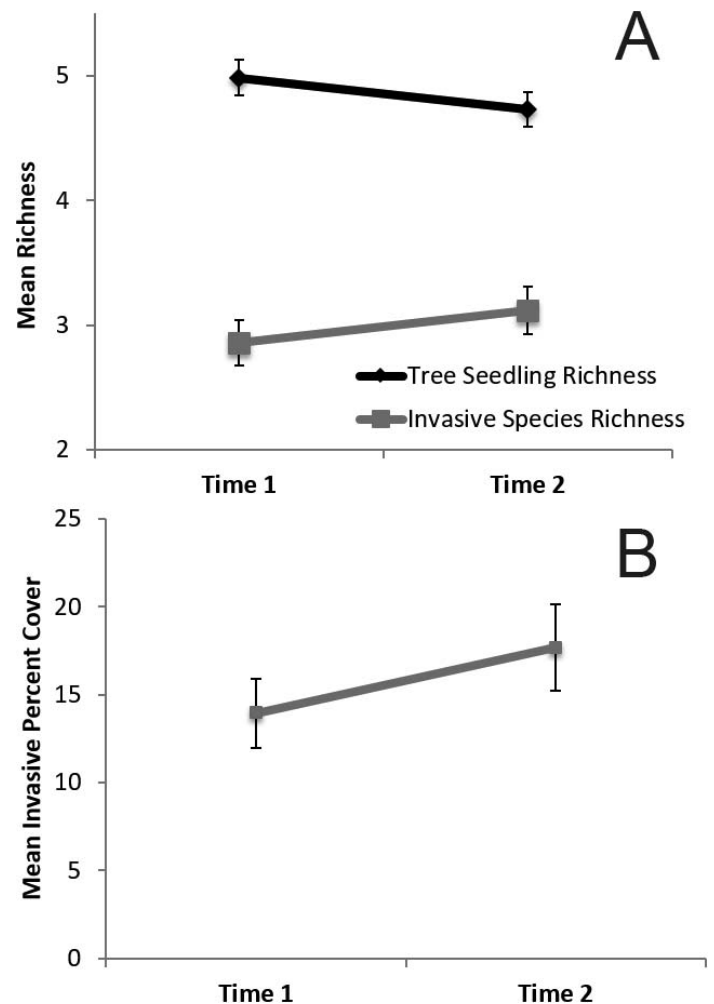 A
5
4
3
2
Mean Richness
Tree Seedling Richness
Invasive Species Richness
Time 1
Time 2
B
25
20
15
10
5
0
Mean Invasive Percent Cover
Time 1
Time 2